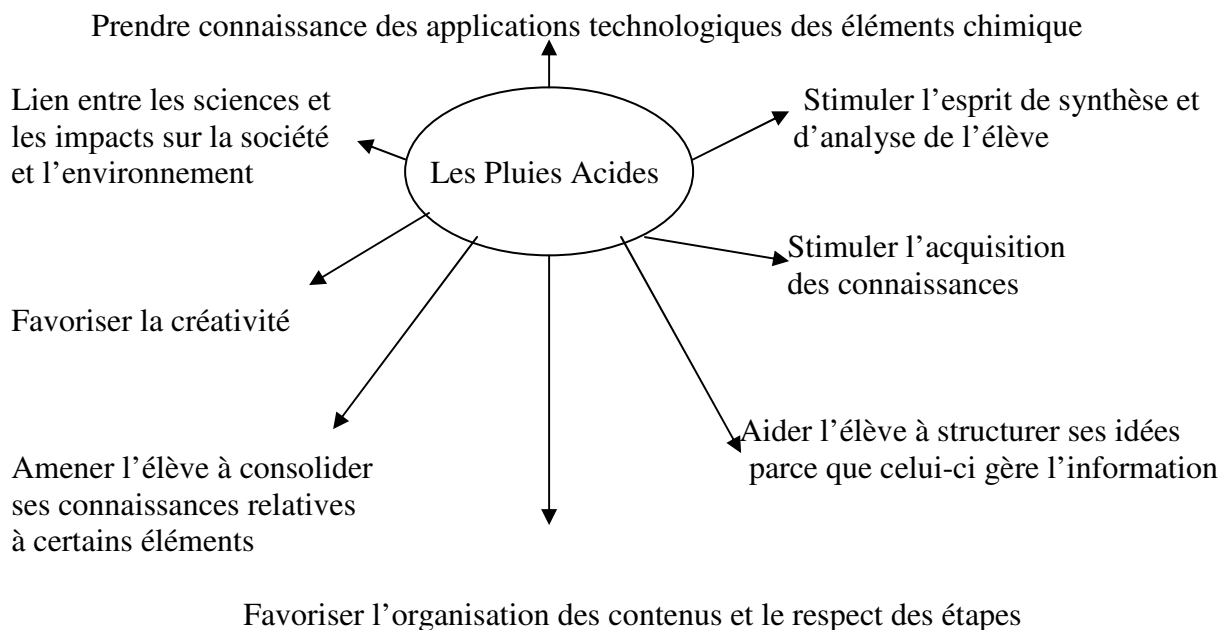 Prendre connaissance des applications technologiques des éléments chimique
Lien entre les sciences et
les impacts sur la société
et l’environnement
Stimuler l’esprit de synthèse et
d’analyse de l’élève
Les Pluies Acides
Stimuler l’acquisition
des connaissances
Favoriser la créativité
Aider l’élève à structurer ses idées
parce que celui-ci gère l’information
Amener l’élève à consolider
ses connaissances relatives
à certains éléments
Favoriser l’organisation des contenus et le respect des étapes